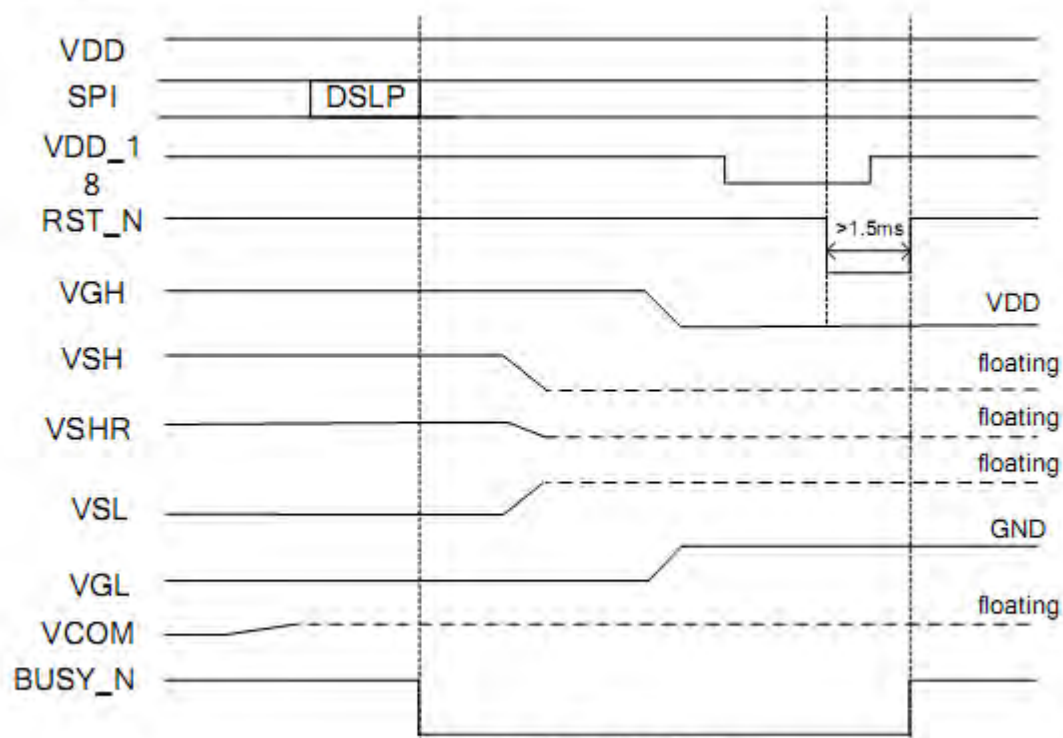 VDD
SPI
DSLP
VDD_1
8
RST_N
>1.5ms
VGH
VDD
VSH
floating
VSHR
floating
floating
VSL
GND
VGL
floating
VCOM
BUSY_N